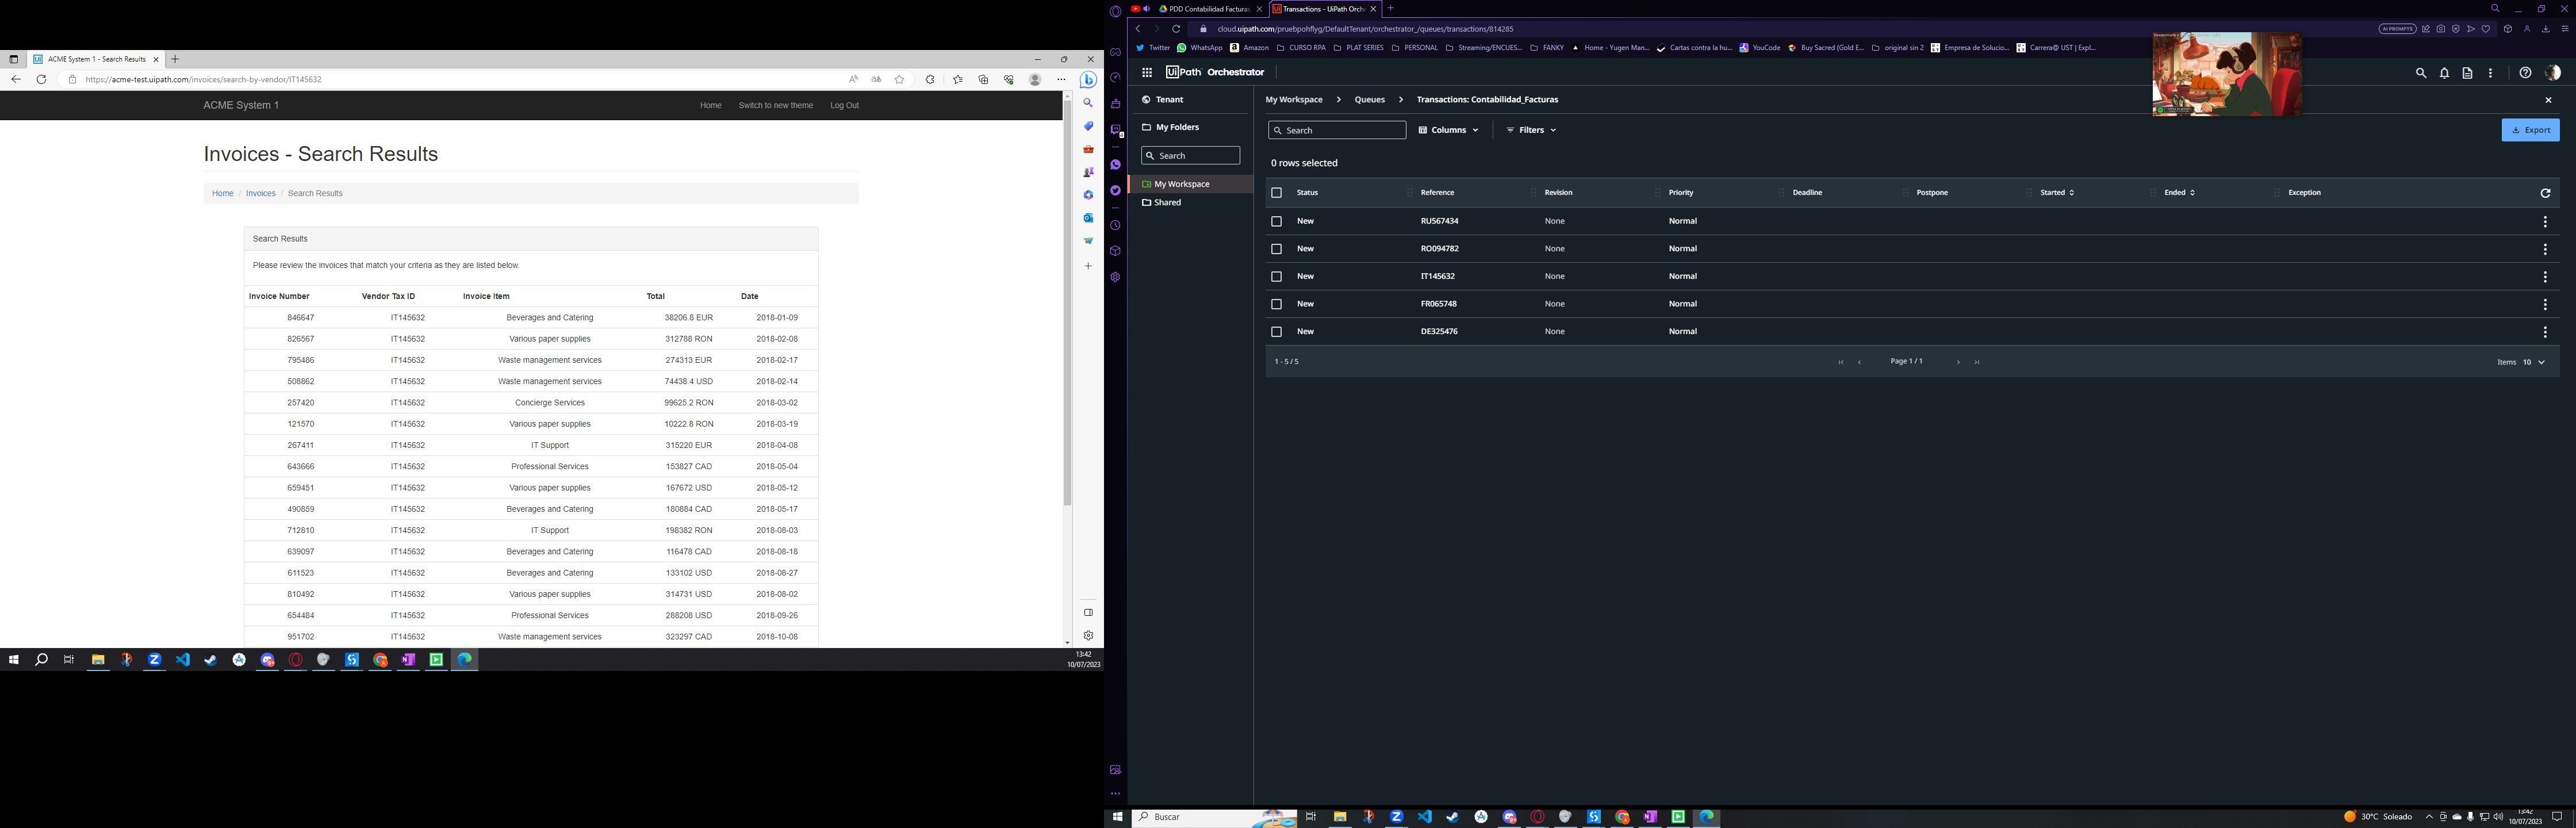 ACME System 1 - Search Results
https://acme-test.uipath.com/invoices/search-by-vendor/IT145632
ACME System 1 Home Switch to new theme Log Out
Invoices - Search Results
Home / Invoices / Search Results
Search Results
Please review the invoices that match your criteria as they are listed below.
Invoice Number Vendor Tax ID Invoice Item Total Date
846647 IT145632 Beverages and Catering 38206.8 EUR 2018-01-09
826567 IT145632 Various paper supplies 312788 RON 2018-02-08
795486 IT145632 Waste management services 274313 EUR 2018-02-17
508862 IT145632 Waste management services 74438.4 USD 2018-02-14
257420 IT145632 Concierge Services 99625.2 RON 2018-03-02
121570 IT145632 Various paper supplies 10222.8 RON 2018-03-19
267411 IT145632 IT Support 315220 EUR 2018-04-08
643666 IT145632 Professional Services 153827 CAD 2018-05-04
659451 IT145632 Various paper supplies 167672 USD 2018-05-12
490859 IT145632 Beverages and Catering 180884 CAD 2018-05-17
712810 IT145632 IT Support 198382 RON 2018-08-03
639097 IT145632 Beverages and Catering 116478 CAD 2018-08-18
611523 IT145632 Beverages and Catering 133102 USD 2018-08-27
810492 IT145632 Various paper supplies 314731 USD 2018-08-02
654484 IT145632 Professional Services 288208 USD 2018-09-26
951702 IT145632 Waste management services 323297 CAD 2018-10-08
13:42
10/07/2023
PDD Contabilidad Facturas Transactions - UiPath Orch
cloud.uipath.com/pruebpohflyg/DefaultTenant/orchestrator_/queues/transactions/814285 AI PROMPTS
Twitter WhatsApp Amazon CURSO RPA PLAT SERIES PERSONAL Streaming/ENCUES... FANKY Home - Yugen Man... Cartas contra la hu... YouCode Buy Sacred (Gold E... original sin 2 Empresa de Solucio... Carrera@ UST | Expl...
UiPath Orchestrator
Tenant
My Folders
Search
My Workspace
Shared
My Workspace Queues Transactions: Contabilidad_Facturas
Search Columns Filters Export
0 rows selected
Status Reference Revision Priority Deadline Postpone Started Ended Exception
New RU567434 None Normal
New RO094782 None Normal
New IT145632 None Normal
New FR065748 None Normal
New DE325476 None Normal
1 - 5 / 5 Page 1 / 1 Items 10
Buscar
30°C Soleado
13:42
10/07/2023